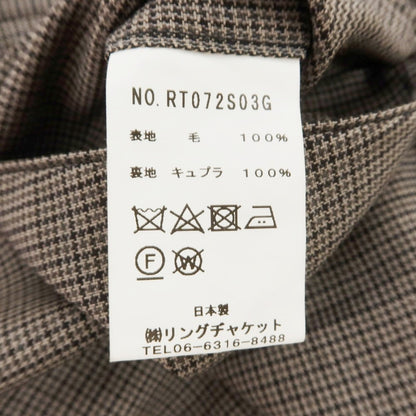 NO. RT072S03G
表地 毛 100%
裏地 キュプラ 100%
F W
日本製
㈱リングヂャケット
TEL06-6316-8488